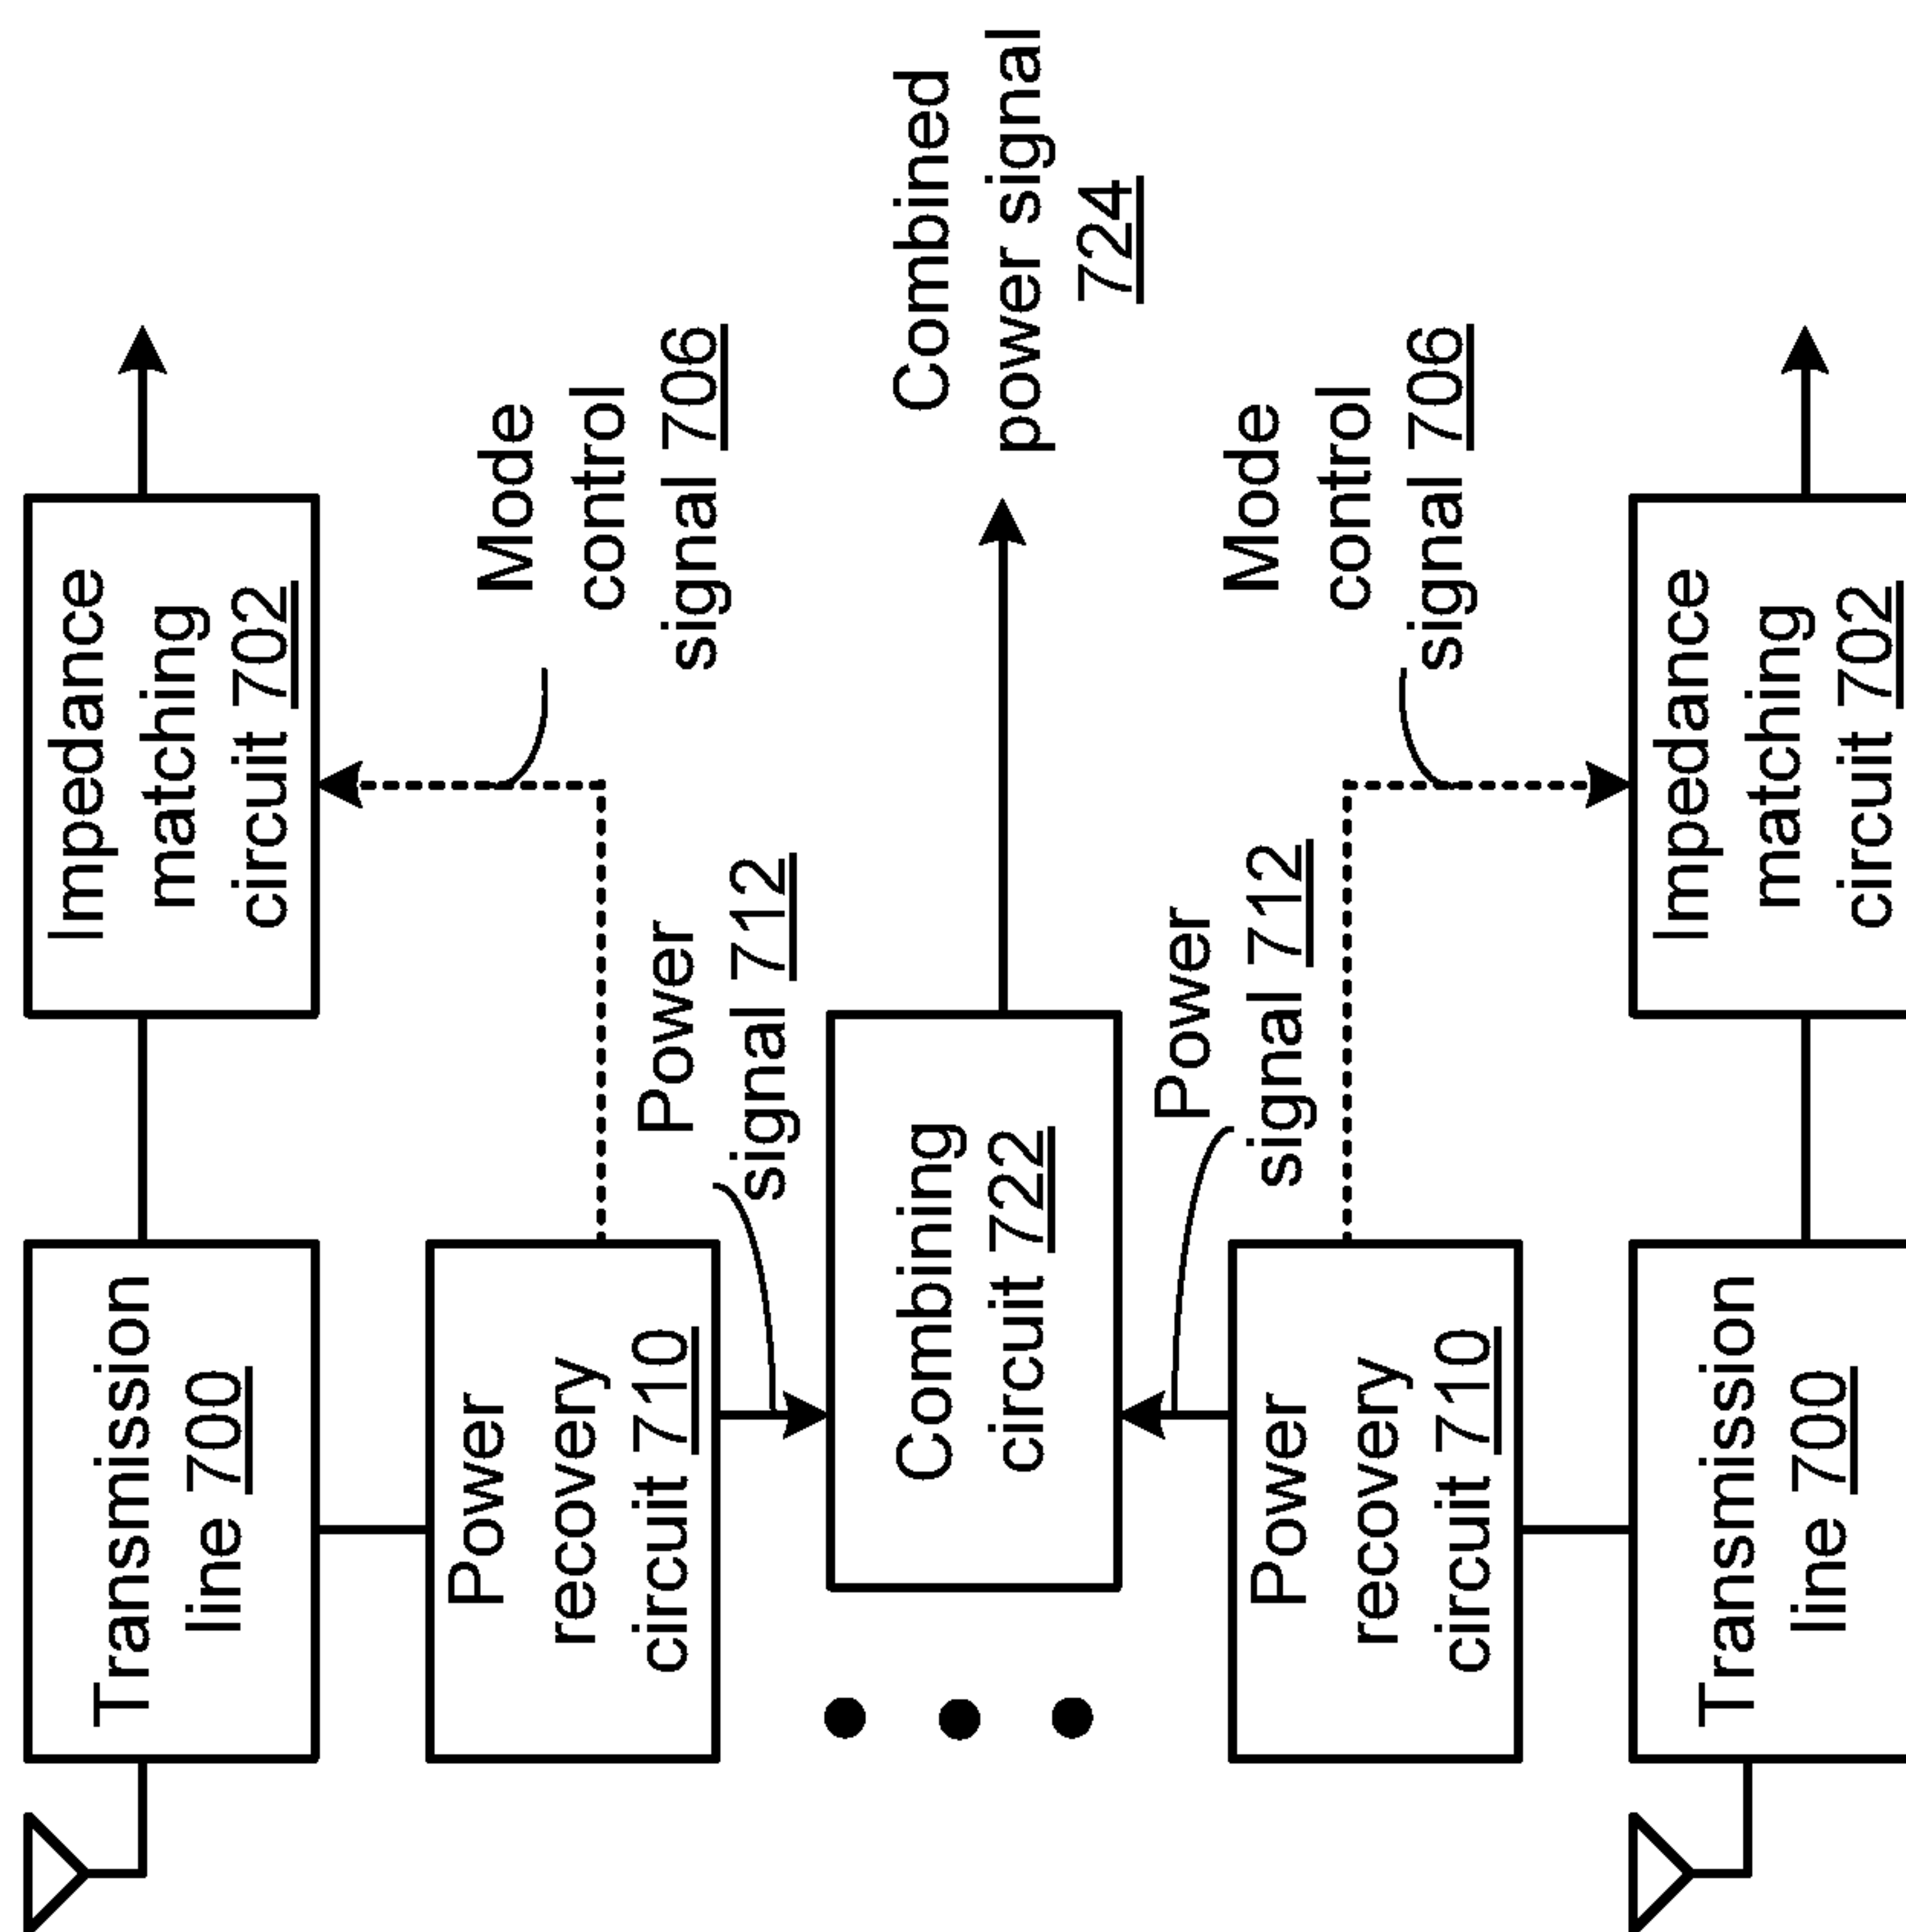 Transmission
line 700
Impedance
matching
circuit 702
Power
recovery
circuit 710
Mode
control
signal 706
Power
signal 712
Combining
circuit 722
Combined
power signal
724
Power
signal 712
Mode
control
signal 706
Power
recovery
circuit 710
Transmission
line 700
Impedance
matching
circuit 702